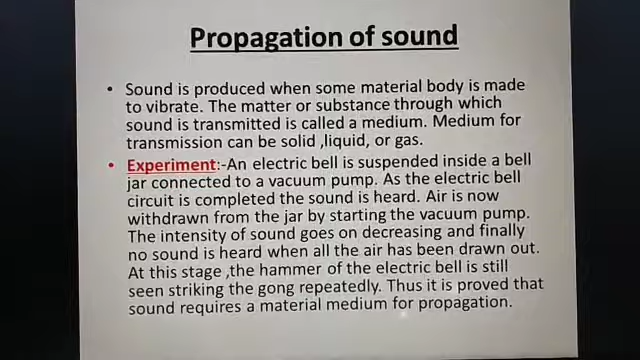 Propagation of sound
• Sound is produced when some material body is made
to vibrate. The matter or substance through which
sound is transmitted is called a medium. Medium for
transmission can be solid ,liquid, or gas.
• Experiment:-An electric bell is suspended inside a bell
jar connected to a vacuum pump. As the electric bell
circuit is completed the sound is heard. Air is now
withdrawn from the jar by starting the vacuum pump.
The intensity of sound goes on decreasing and finally
no sound is heard when all the air has been drawn out.
At this stage ,the hammer of the electric bell is still
seen striking the gong repeatedly. Thus it is proved that
sound requires a material medium for propagation.